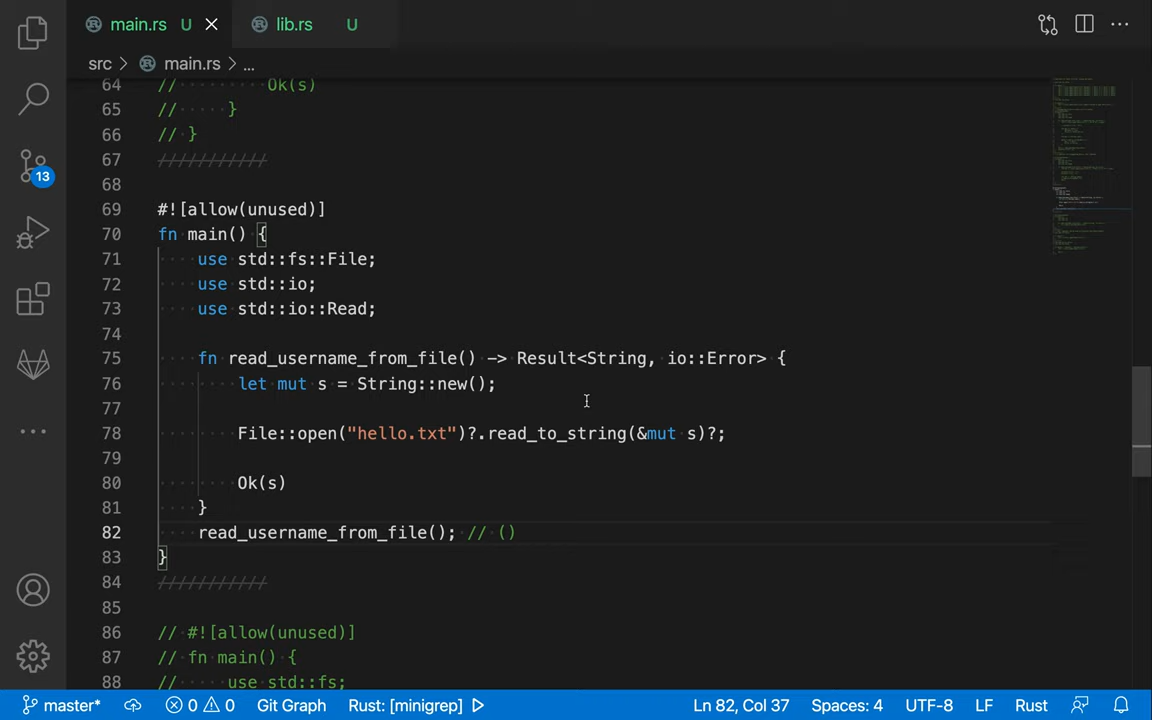 main.rs U
lib.rs U
src > main.rs > ...
64 // Ok(s)
65 // }
66 // }
67 ///////////
68
69 #![allow(unused)]
70 fn main() {
71 use std::fs::File;
72 use std::io;
73 use std::io::Read;
74
75 fn read_username_from_file() -> Result<String, io::Error> {
76 let mut s = String::new();
77
78 File::open("hello.txt")?.read_to_string(&mut s)?;
79
80 Ok(s)
81 }
82 read_username_from_file(); // ()
83 }
84 ///////////
85
86 // #![allow(unused)]
87 // fn main() {
88 // use std::fs;
13
master* 0 0 Git Graph Rust: [minigrep] Ln 82, Col 37 Spaces: 4 UTF-8 LF Rust